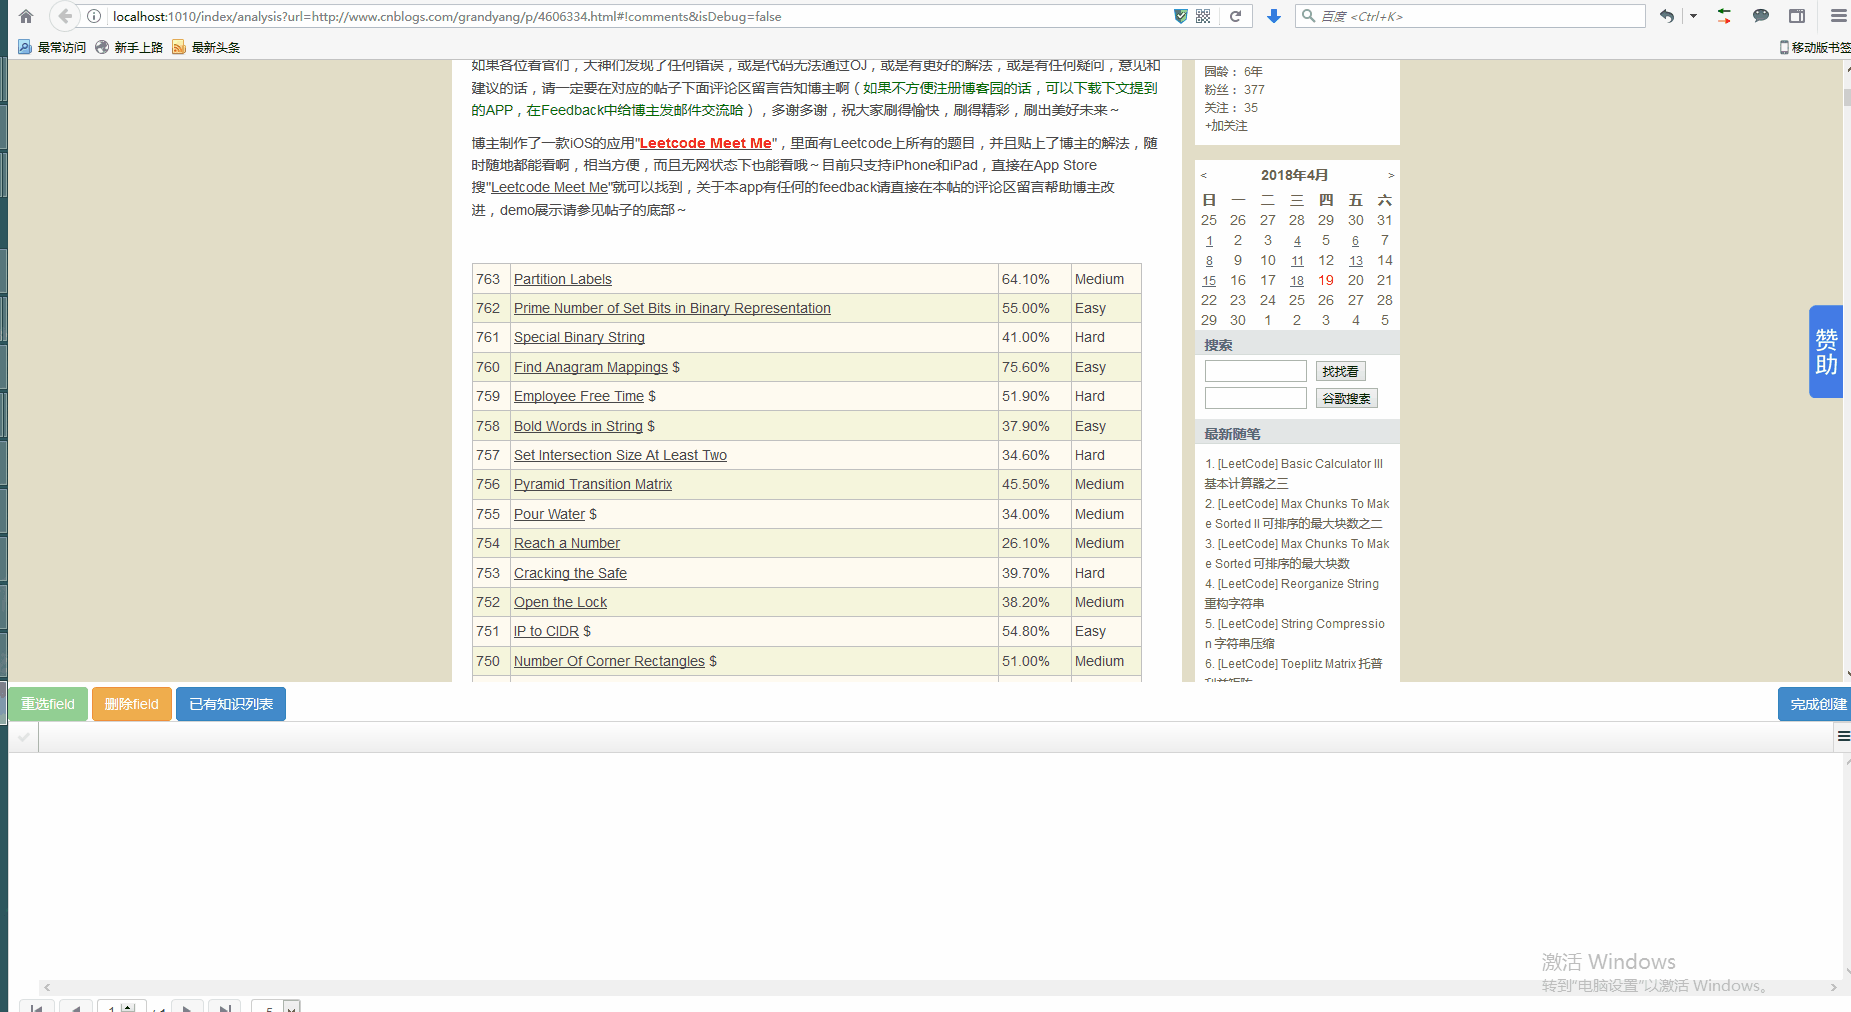 localhost:1010/index/analysis?url=http://www.cnblogs.com/grandyang/p/4606334.html#!comments&isDebug=false
百度 <Ctrl+K>
最常访问 新手上路 最新头条
移动版书签
如果各位看官们，大神们发现了任何错误，或是代码无法通过OJ，或是有更好的解法，或是有任何疑问，意见和
建议的话，请一定要在对应的帖子下面评论区留言告知博主啊（如果不方便注册博客园的话，可以下载下文提到
的APP，在Feedback中给博主发邮件交流哈），多谢多谢，祝大家刷得愉快，刷得精彩，刷出美好未来～
博主制作了一款iOS的应用"Leetcode Meet Me"，里面有Leetcode上所有的题目，并且贴上了博主的解法，随
时随地都能看啊，相当方便，而且无网状态下也能看哦～目前只支持iPhone和iPad，直接在App Store
搜"Leetcode Meet Me"就可以找到，关于本app有任何的feedback请直接在本帖的评论区留言帮助博主改
进，demo展示请参见帖子的底部～
763 Partition Labels 64.10% Medium
762 Prime Number of Set Bits in Binary Representation 55.00% Easy
761 Special Binary String 41.00% Hard
760 Find Anagram Mappings $ 75.60% Easy
759 Employee Free Time $ 51.90% Hard
758 Bold Words in String $ 37.90% Easy
757 Set Intersection Size At Least Two 34.60% Hard
756 Pyramid Transition Matrix 45.50% Medium
755 Pour Water $ 34.00% Medium
754 Reach a Number 26.10% Medium
753 Cracking the Safe 39.70% Hard
752 Open the Lock 38.20% Medium
751 IP to CIDR $ 54.80% Easy
750 Number Of Corner Rectangles $ 51.00% Medium
园龄： 6年
粉丝： 377
关注： 35
+加关注
< 2018年4月 >
日 一 二 三 四 五 六
25 26 27 28 29 30 31
1 2 3 4 5 6 7
8 9 10 11 12 13 14
15 16 17 18 19 20 21
22 23 24 25 26 27 28
29 30 1 2 3 4 5
搜索
找找看
谷歌搜索
最新随笔
1. [LeetCode] Basic Calculator III
基本计算器之三
2. [LeetCode] Max Chunks To Mak
e Sorted II 可排序的最大块数之二
3. [LeetCode] Max Chunks To Mak
e Sorted 可排序的最大块数
4. [LeetCode] Reorganize String
重构字符串
5. [LeetCode] String Compressio
n 字符串压缩
6. [LeetCode] Toeplitz Matrix 托普
赞
助
重选field 删除field 已有知识列表 完成创建
激活 Windows
转到"电脑设置"以激活 Windows。
1 5